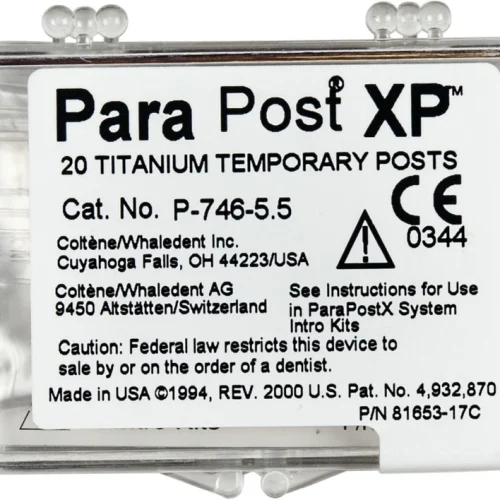 Para Post® XP™
20 TITANIUM TEMPORARY POSTS
Cat. No. P-746-5.5
CE 0344
Coltène/Whaledent Inc.
Cuyahoga Falls, OH 44223/USA
Coltène/Whaledent AG
9450 Altstätten/Switzerland
See Instructions for Use
in ParaPostX System
Intro Kits
Caution: Federal law restricts this device to
sale by or on the order of a dentist.
Made in USA ©1994, REV. 2000 U.S. Pat. No. 4,932,870
P/N 81653-17C